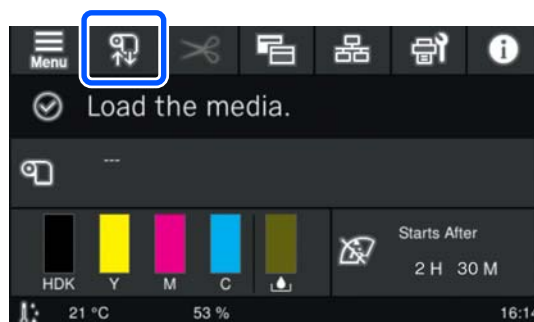 Menu
Load the media.
---
Starts After
2 H 30 M
HDK Y M C
21 °C 53 % 16:14